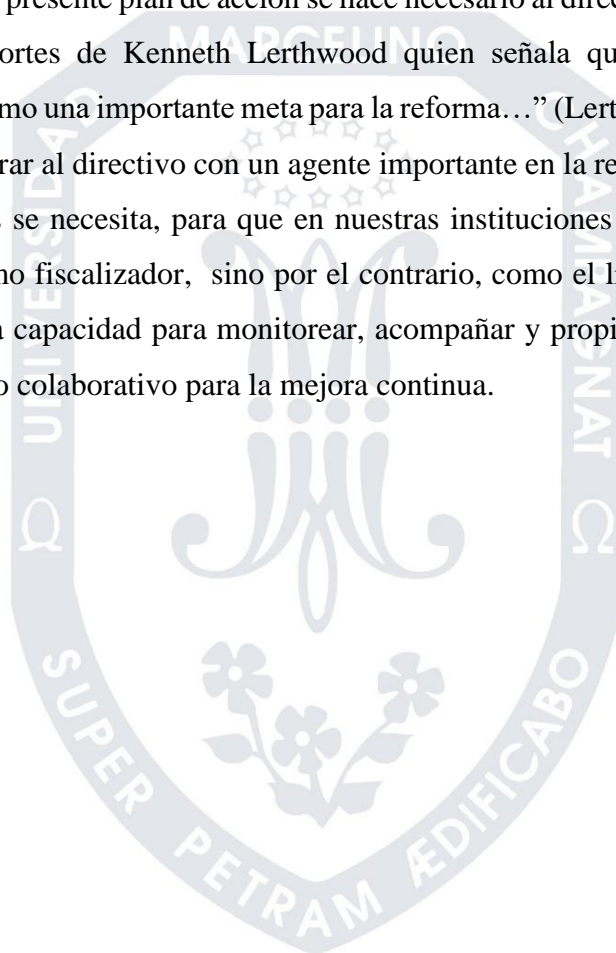 presente plan de acción se hace necesario al direc
ortes de Kenneth Lerthwood quien señala qu
mo una importante meta para la reforma…” (Lert
rar al directivo con un agente importante en la re
s se necesita, para que en nuestras instituciones
no fiscalizador, sino por el contrario, como el l
a capacidad para monitorear, acompañar y propi
o colaborativo para la mejora continua.
UNIVERSIDAD
MARCELINO
CHAMPAGNAT
Ω
Ω
SUPER PETRAM ÆDIFICABO